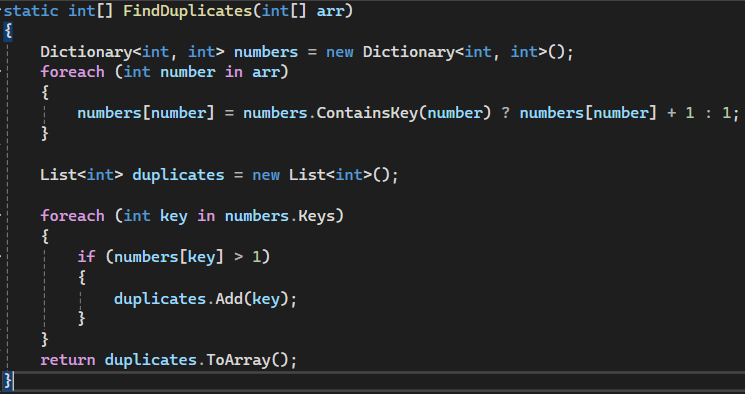 static int[] FindDuplicates(int[] arr)
{
    Dictionary<int, int> numbers = new Dictionary<int, int>();
    foreach (int number in arr)
    {
        numbers[number] = numbers.ContainsKey(number) ? numbers[number] + 1 : 1;
    }

    List<int> duplicates = new List<int>();

    foreach (int key in numbers.Keys)
    {
        if (numbers[key] > 1)
        {
            duplicates.Add(key);
        }
    }
    return duplicates.ToArray();
}